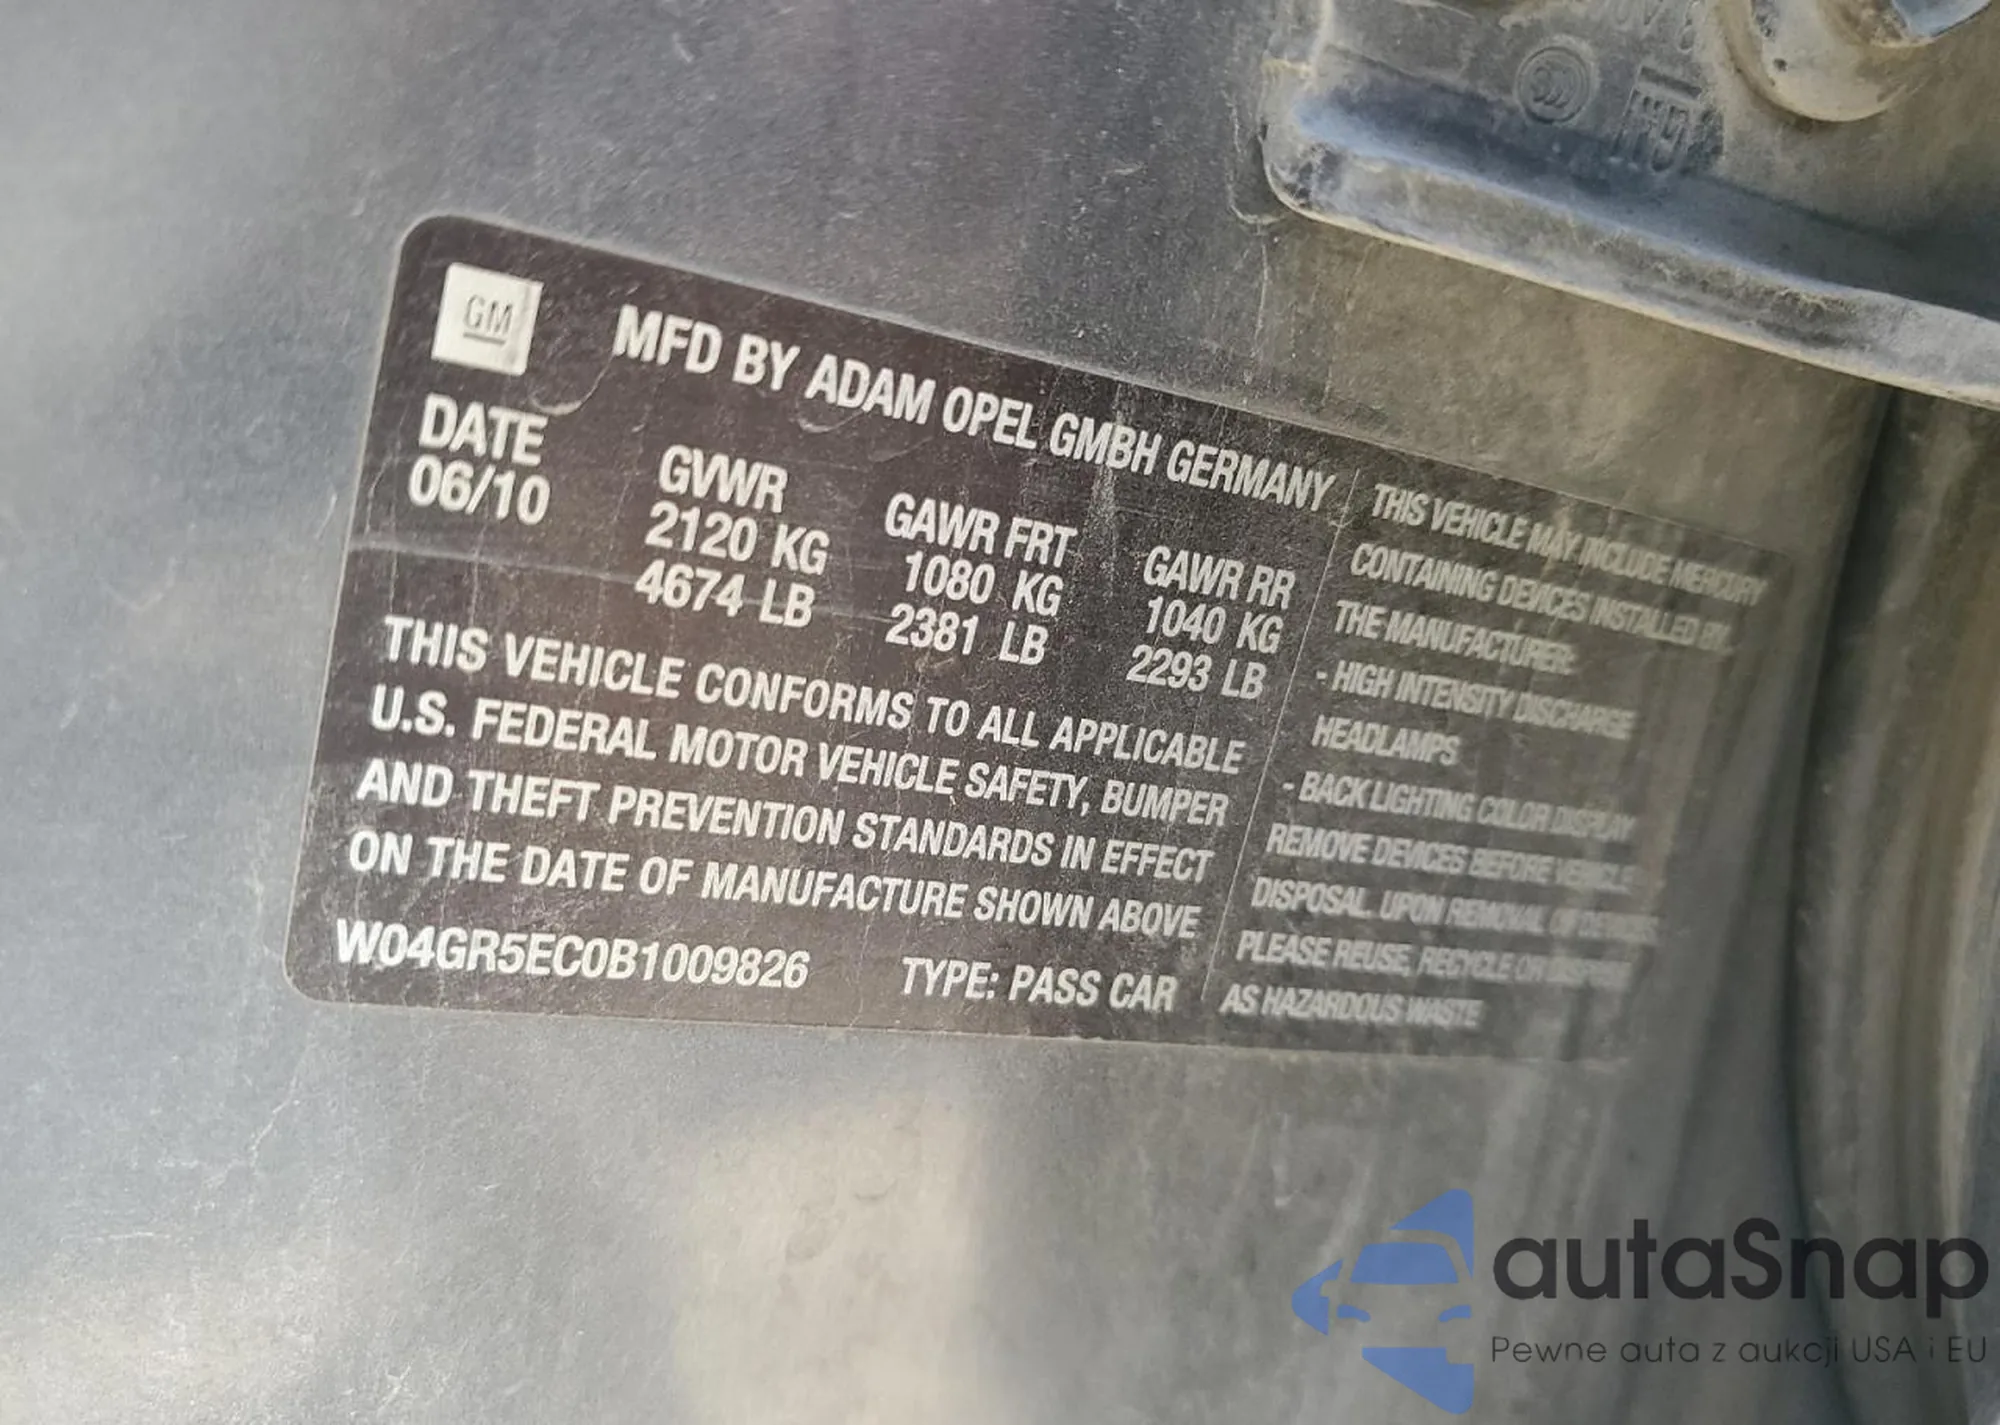 GM
MFD BY ADAM OPEL GMBH GERMANY
DATE
06/10
GVWR
2120 KG
4674 LB
GAWR FRT
1080 KG
2381 LB
GAWR RR
1040 KG
2293 LB
THIS VEHICLE CONFORMS TO ALL APPLICABLE
U.S. FEDERAL MOTOR VEHICLE SAFETY, BUMPER
AND THEFT PREVENTION STANDARDS IN EFFECT
ON THE DATE OF MANUFACTURE SHOWN ABOVE
W04GR5EC0B1009826 TYPE: PASS CAR
THIS VEHICLE MAY INCLUDE MERCURY
CONTAINING DEVICES INSTALLED BY
THE MANUFACTURER:
- HIGH INTENSITY DISCHARGE
HEADLAMPS
- BACK LIGHTING COLOR DISPLAY
REMOVE DEVICES BEFORE VEHICLE
DISPOSAL. UPON REMOVAL OF DEVICES
PLEASE REUSE, RECYCLE OR DISPOSE
AS HAZARDOUS WASTE
autaSnap
Pewne auta z aukcji USA i EU